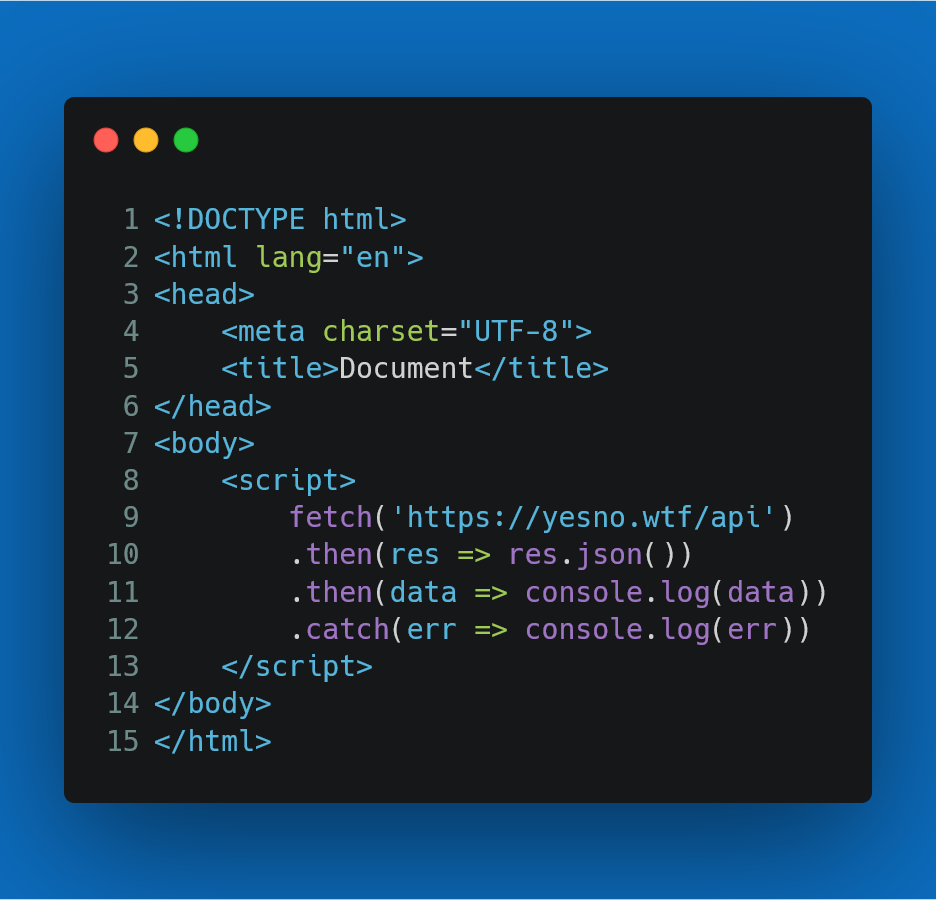 1 <!DOCTYPE html>
2 <html lang="en">
3 <head>
4     <meta charset="UTF-8">
5     <title>Document</title>
6 </head>
7 <body>
8     <script>
9         fetch('https://yesno.wtf/api')
10         .then(res => res.json())
11         .then(data => console.log(data))
12         .catch(err => console.log(err))
13     </script>
14 </body>
15 </html>